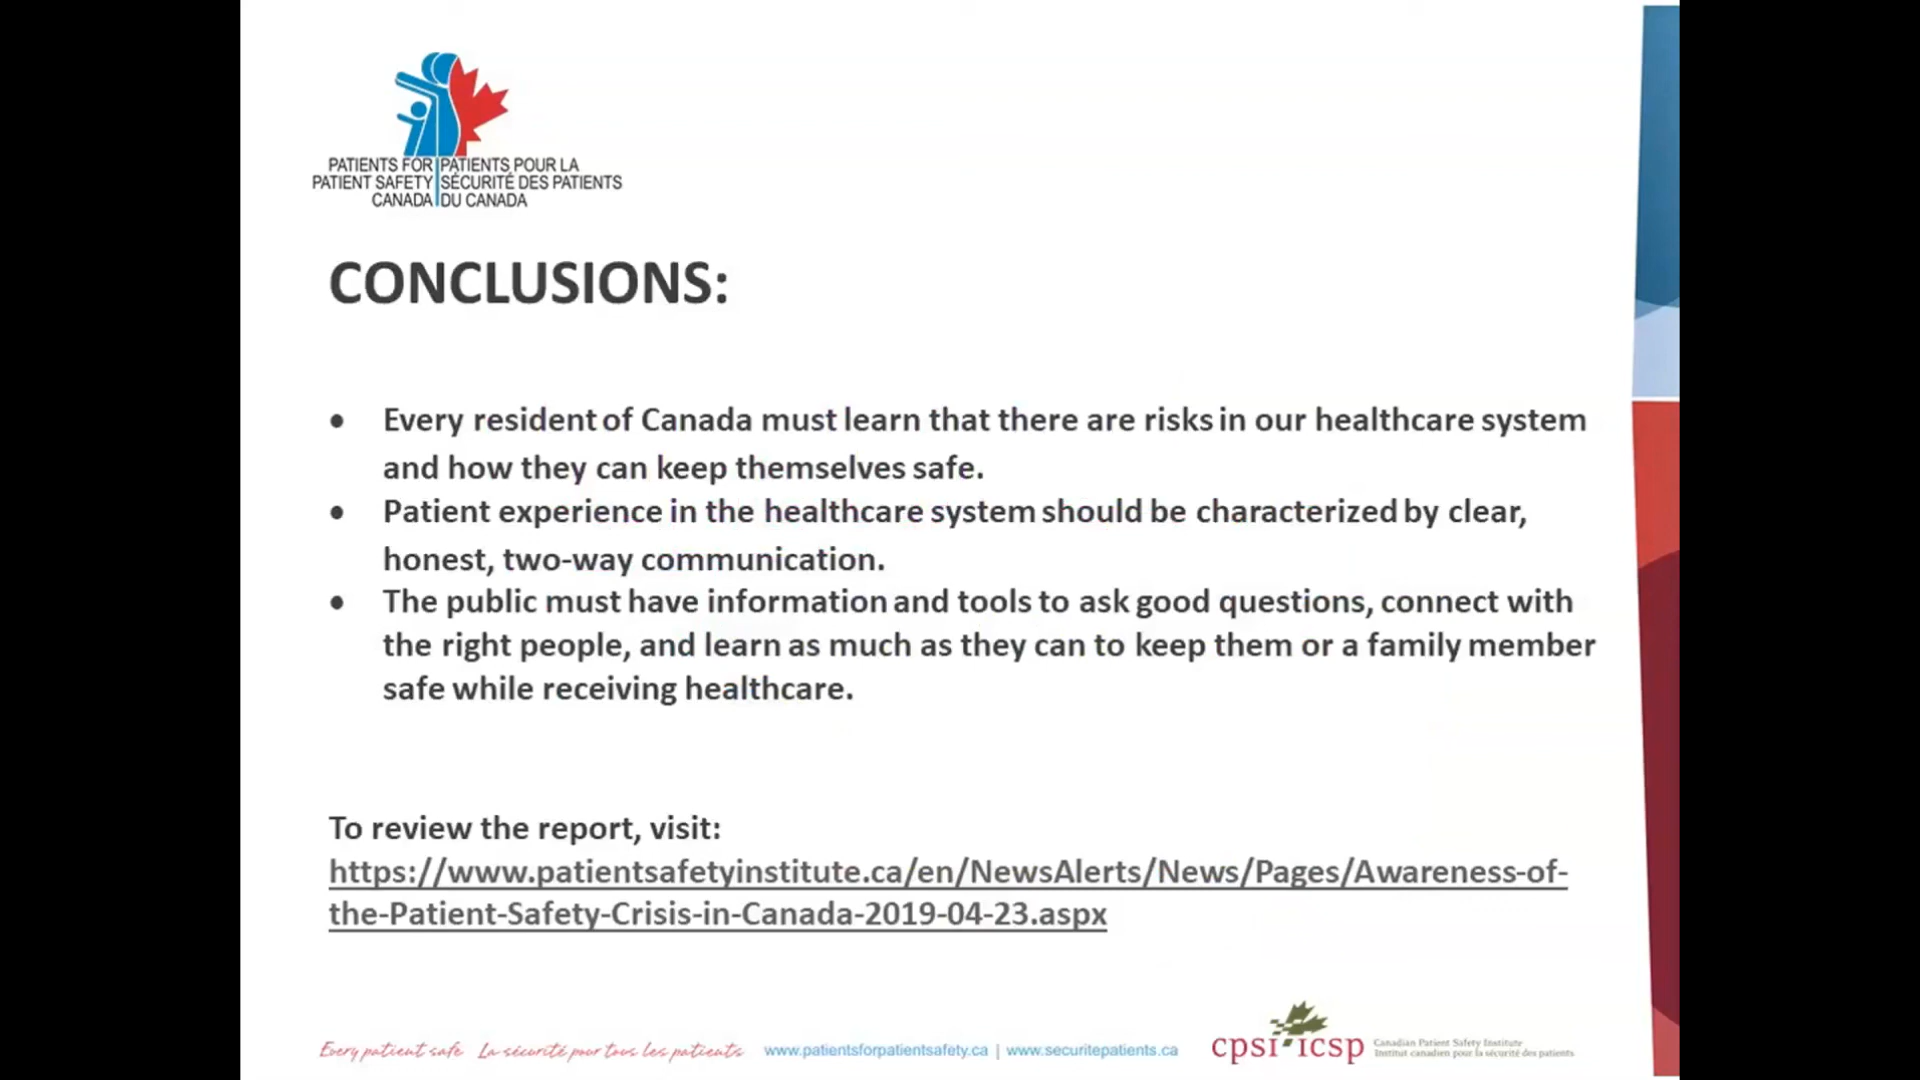 PATIENTS FOR PATIENTS POUR LA
PATIENT SAFETY SÉCURITÉ DES PATIENTS
CANADA DU CANADA
CONCLUSIONS:
• Every resident of Canada must learn that there are risks in our healthcare system
and how they can keep themselves safe.
• Patient experience in the healthcare system should be characterized by clear,
honest, two-way communication.
• The public must have information and tools to ask good questions, connect with
the right people, and learn as much as they can to keep them or a family member
safe while receiving healthcare.
To review the report, visit:
https://www.patientsafetyinstitute.ca/en/NewsAlerts/News/Pages/Awareness-of-
the-Patient-Safety-Crisis-in-Canada-2019-04-23.aspx
Every patient safe La sécurité pour tous les patients www.patientsforpatientsafety.ca | www.securitepatients.ca cpsi icsp
Canadian Patient Safety Institute
Institut canadien pour la sécurité des patients